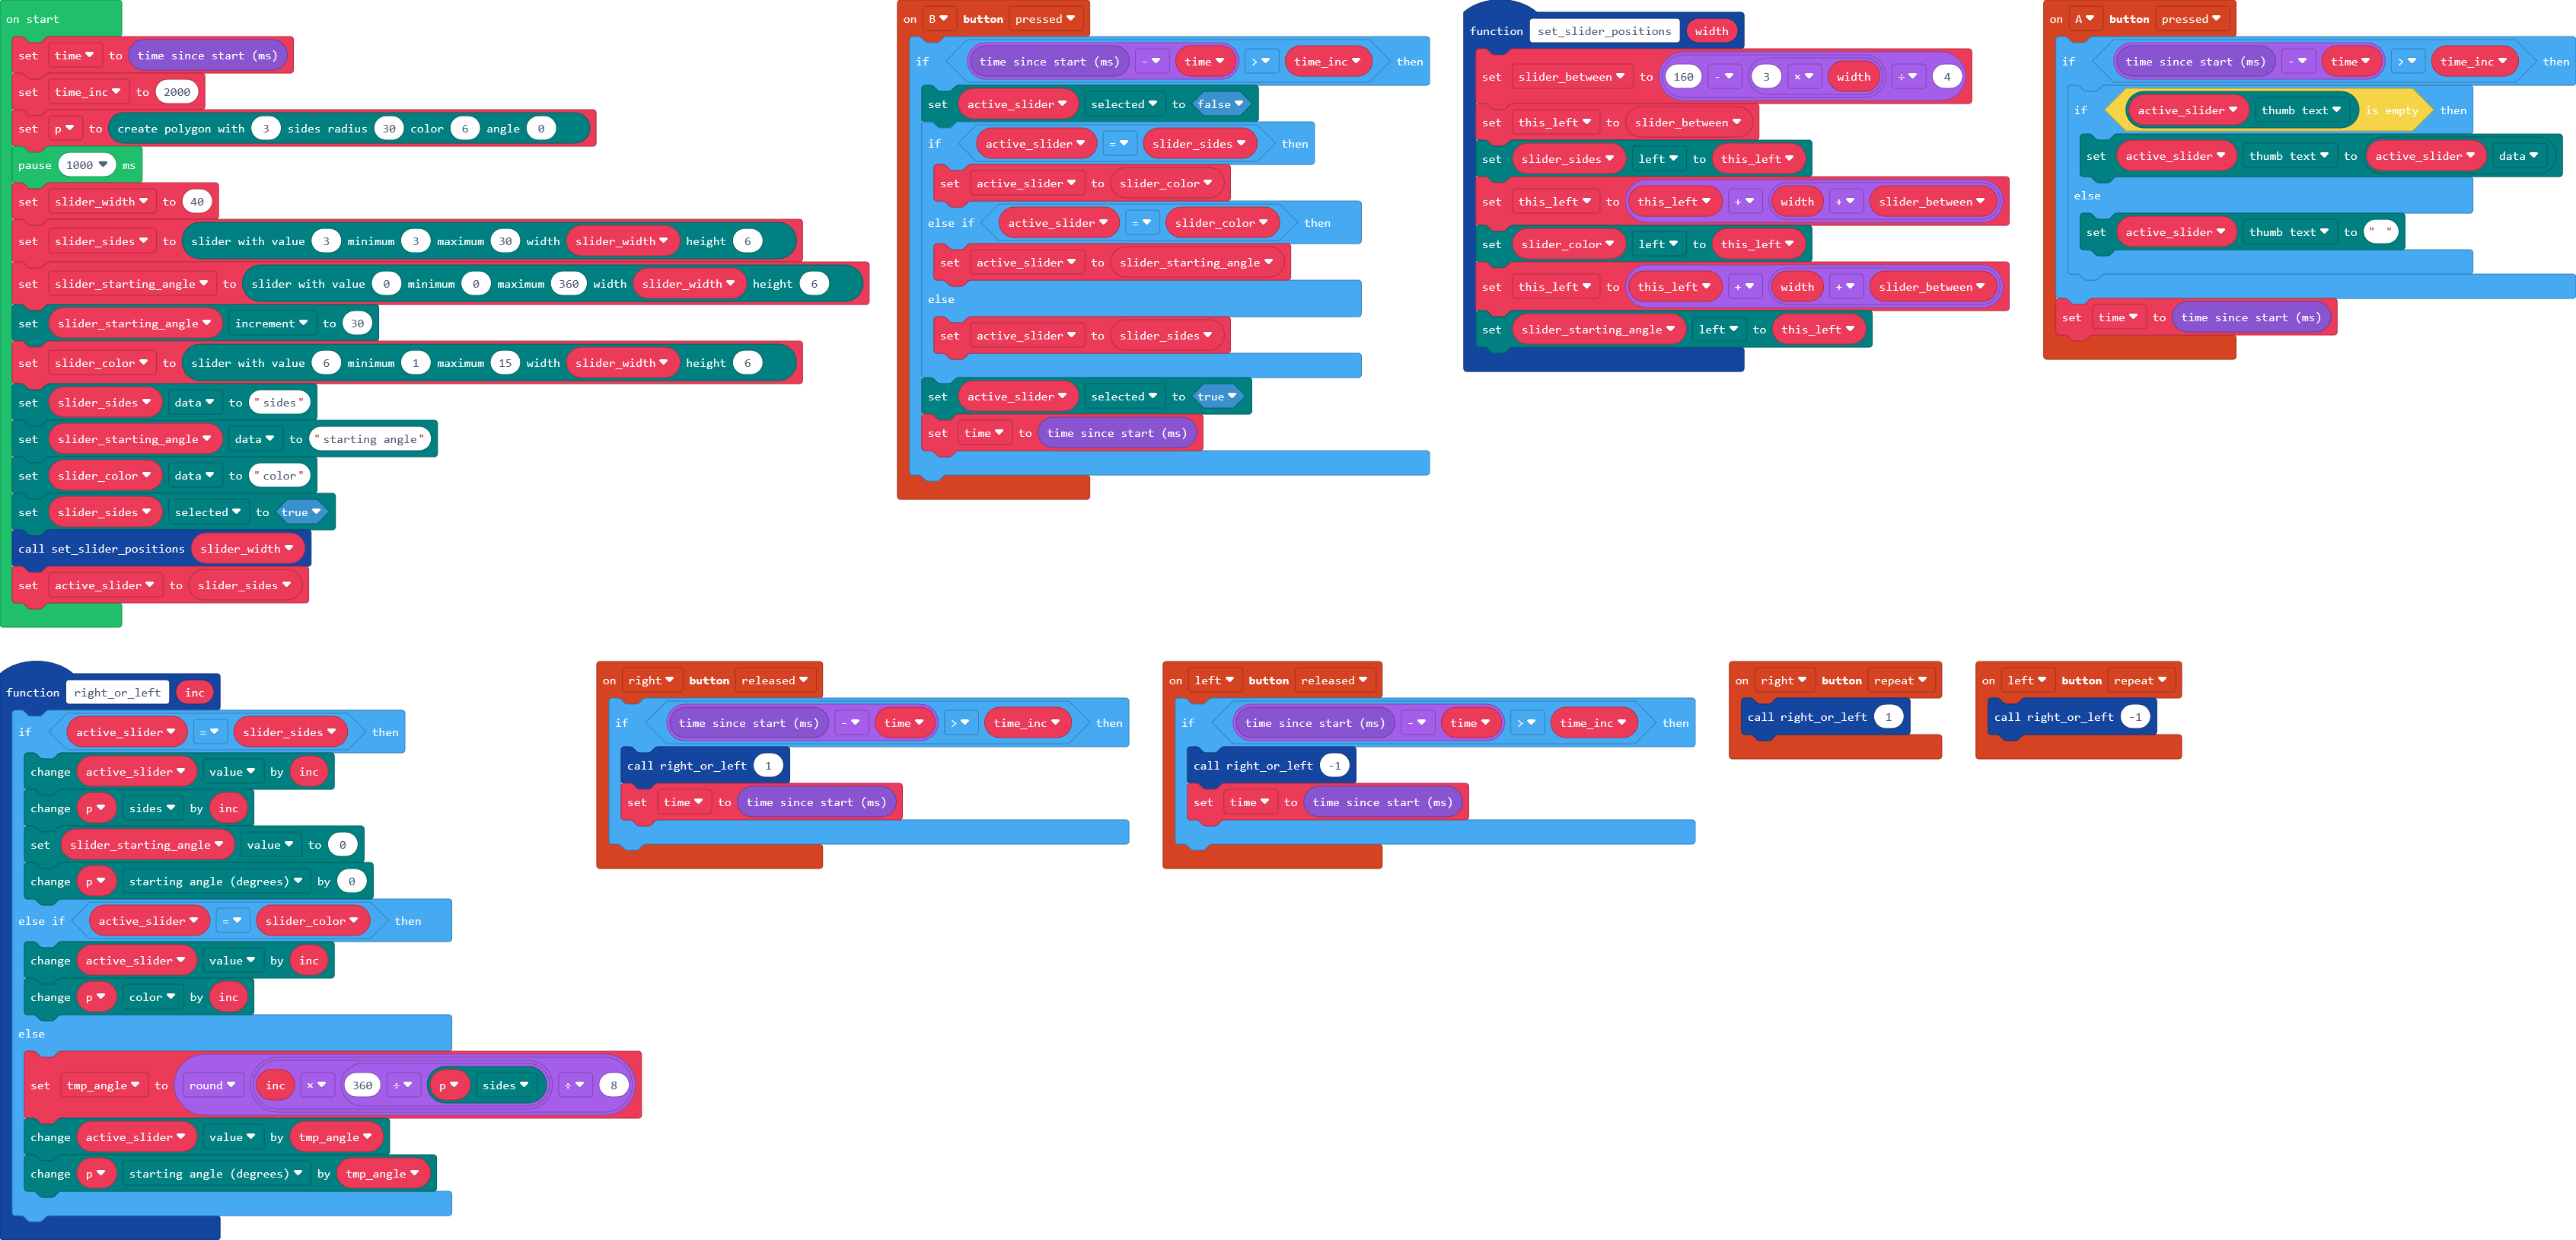 on start
set time to time since start (ms)
set time_inc to 2000
set p to create polygon with 3 sides radius 30 color 6 angle 0
pause 1000 ms
set slider_width to 40
set slider_sides to slider with value 3 minimum 3 maximum 30 width slider_width height 6
set slider_starting_angle to slider with value 0 minimum 0 maximum 360 width slider_width height 6
set slider_starting_angle increment to 30
set slider_color to slider with value 6 minimum 1 maximum 15 width slider_width height 6
set slider_sides data to "sides"
set slider_starting_angle data to "starting angle"
set slider_color data to "color"
set slider_sides selected to true
call set_slider_positions slider_width
set active_slider to slider_sides
on B button pressed
if time since start (ms) - time > time_inc then
set active_slider selected to false
if active_slider = slider_sides then
set active_slider to slider_color
else if active_slider = slider_color then
set active_slider to slider_starting_angle
else
set active_slider to slider_sides
set active_slider selected to true
set time to time since start (ms)
function set_slider_positions width
set slider_between to 160 - 3 × width ÷ 4
set this_left to slider_between
set slider_sides left to this_left
set this_left to this_left + width + slider_between
set slider_color left to this_left
set this_left to this_left + width + slider_between
set slider_starting_angle left to this_left
on A button pressed
if time since start (ms) - time > time_inc then
if active_slider thumb text is empty then
set active_slider thumb text to active_slider data
else
set active_slider thumb text to " "
set time to time since start (ms)
function right_or_left inc
if active_slider = slider_sides then
change active_slider value by inc
change p sides by inc
set slider_starting_angle value to 0
change p starting angle (degrees) by 0
else if active_slider = slider_color then
change active_slider value by inc
change p color by inc
else
set tmp_angle to round inc × 360 ÷ p sides ÷ 8
change active_slider value by tmp_angle
change p starting angle (degrees) by tmp_angle
on right button released
if time since start (ms) - time > time_inc then
call right_or_left 1
set time to time since start (ms)
on left button released
if time since start (ms) - time > time_inc then
call right_or_left -1
set time to time since start (ms)
on right button repeat
call right_or_left 1
on left button repeat
call right_or_left -1